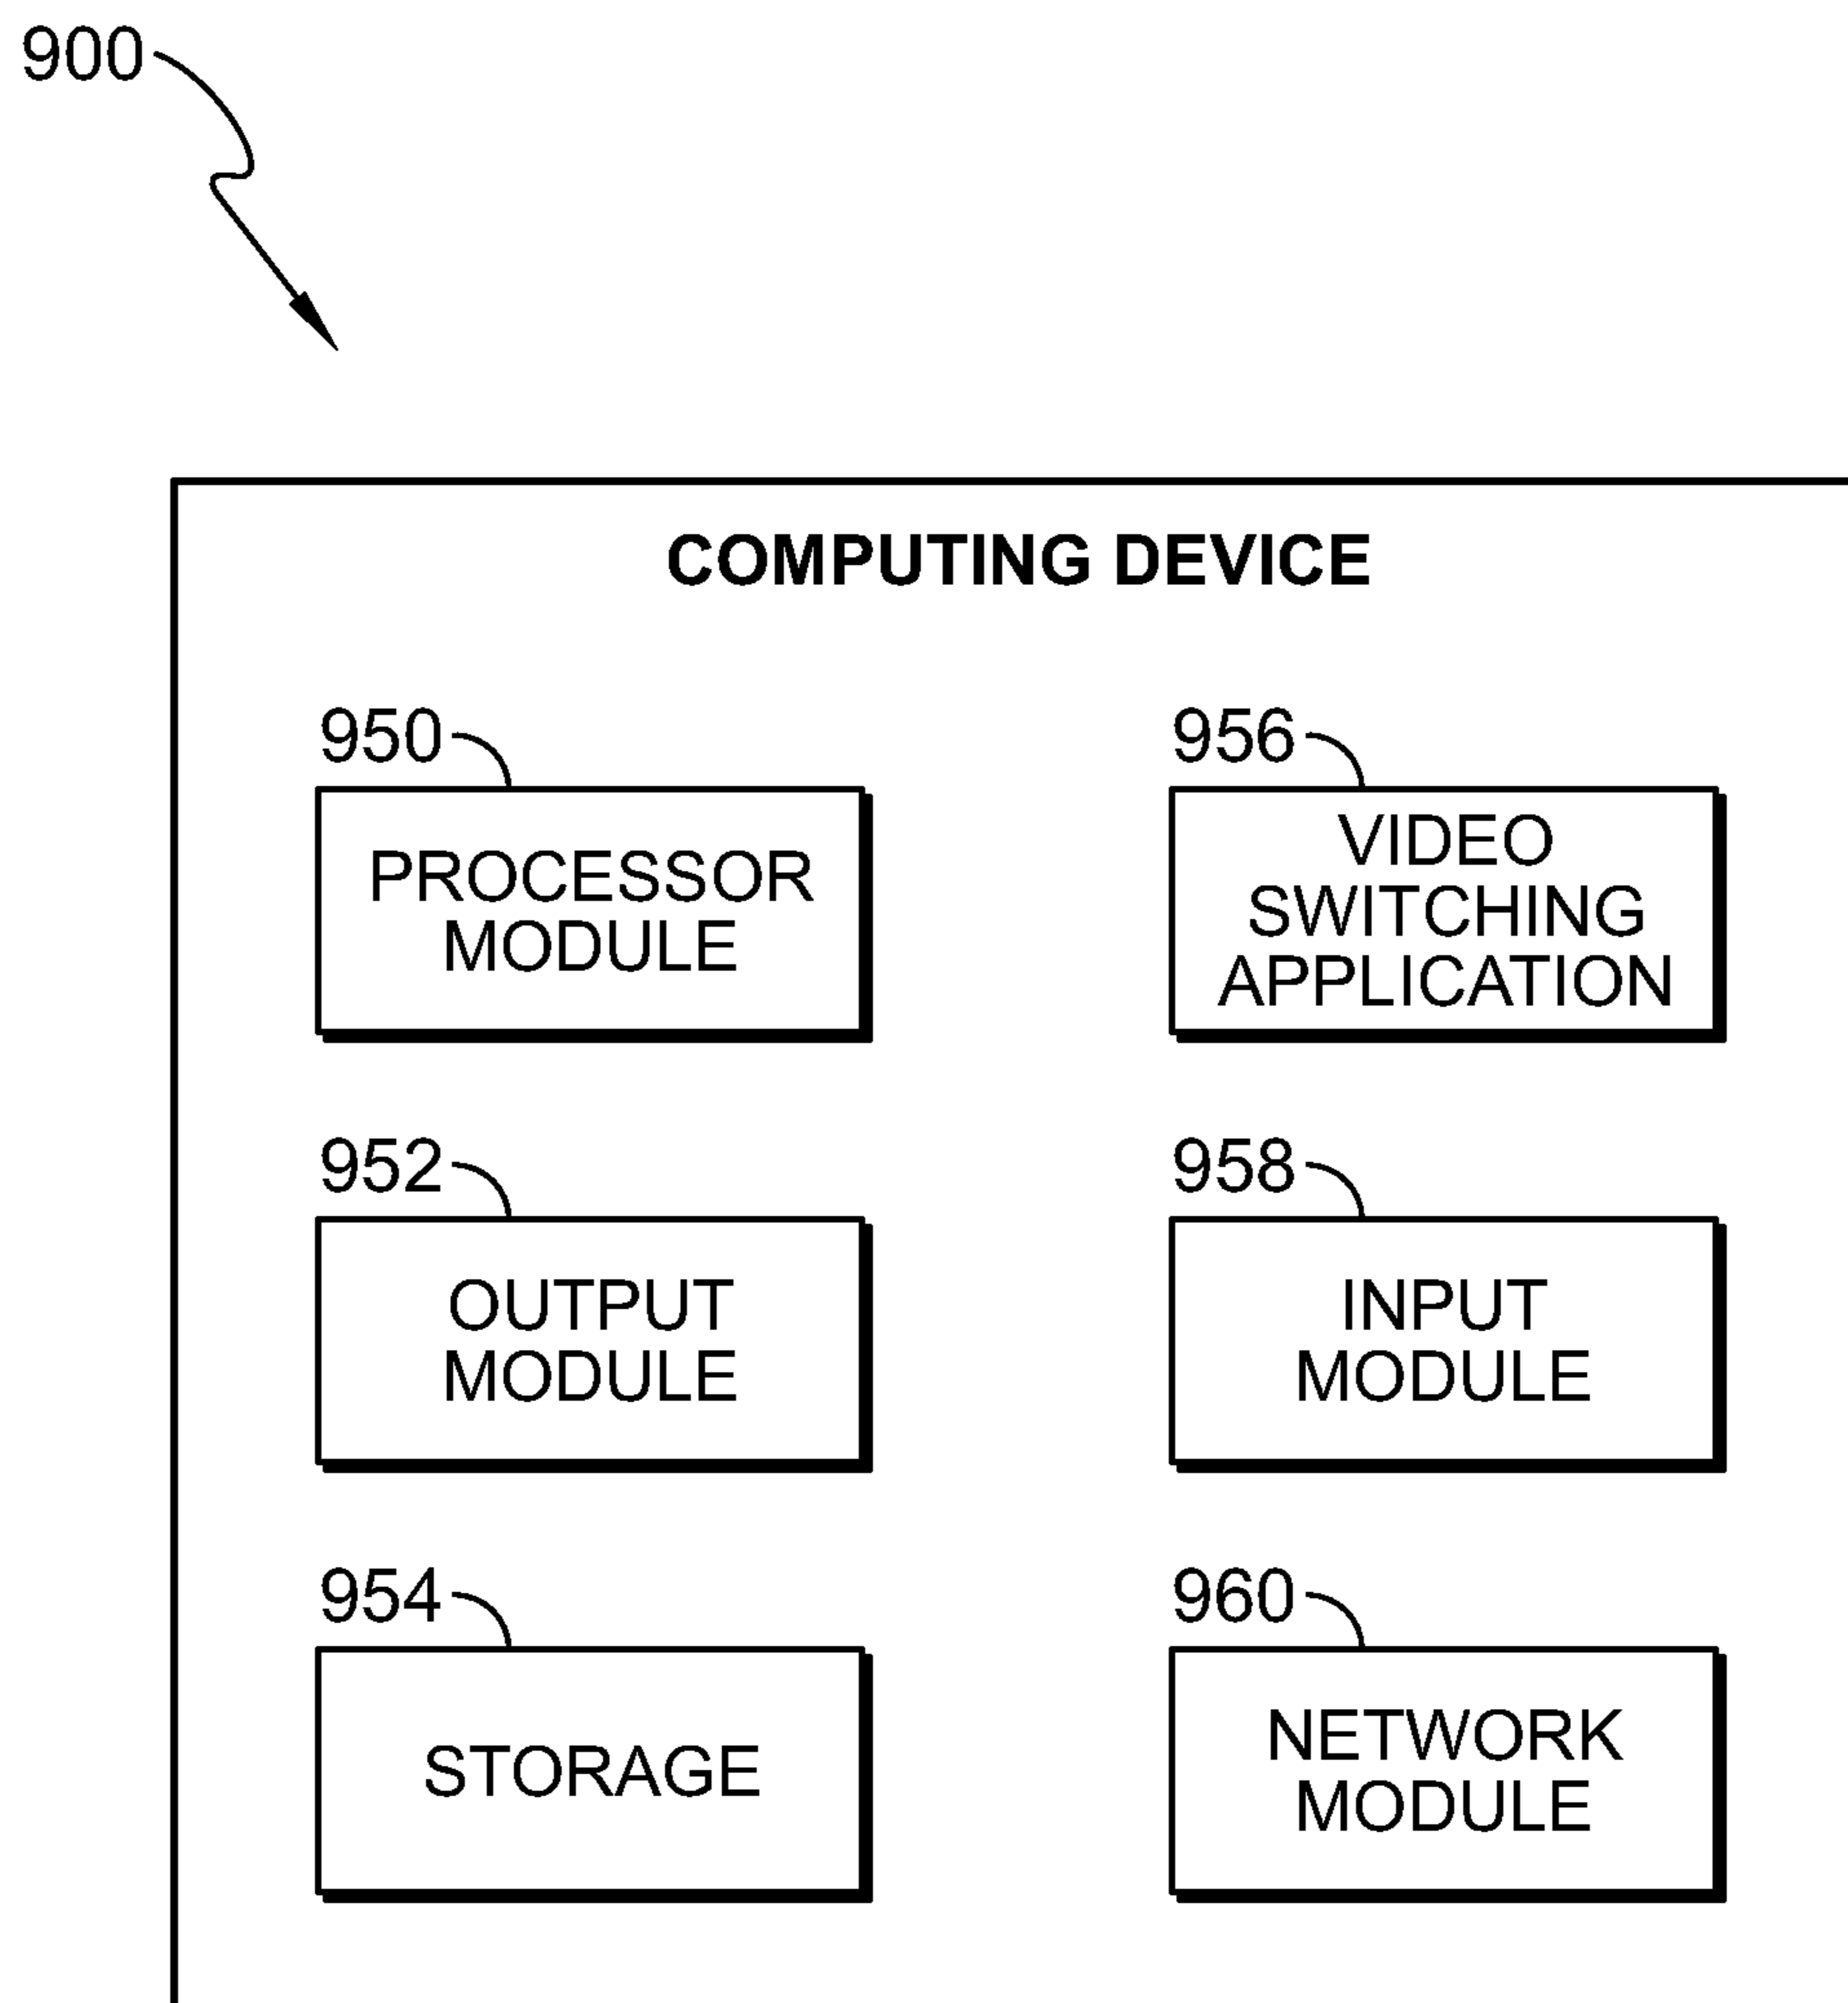 900
COMPUTING DEVICE
950
PROCESSOR
MODULE
956
VIDEO
SWITCHING
APPLICATION
952
OUTPUT
MODULE
958
INPUT
MODULE
954
STORAGE
960
NETWORK
MODULE